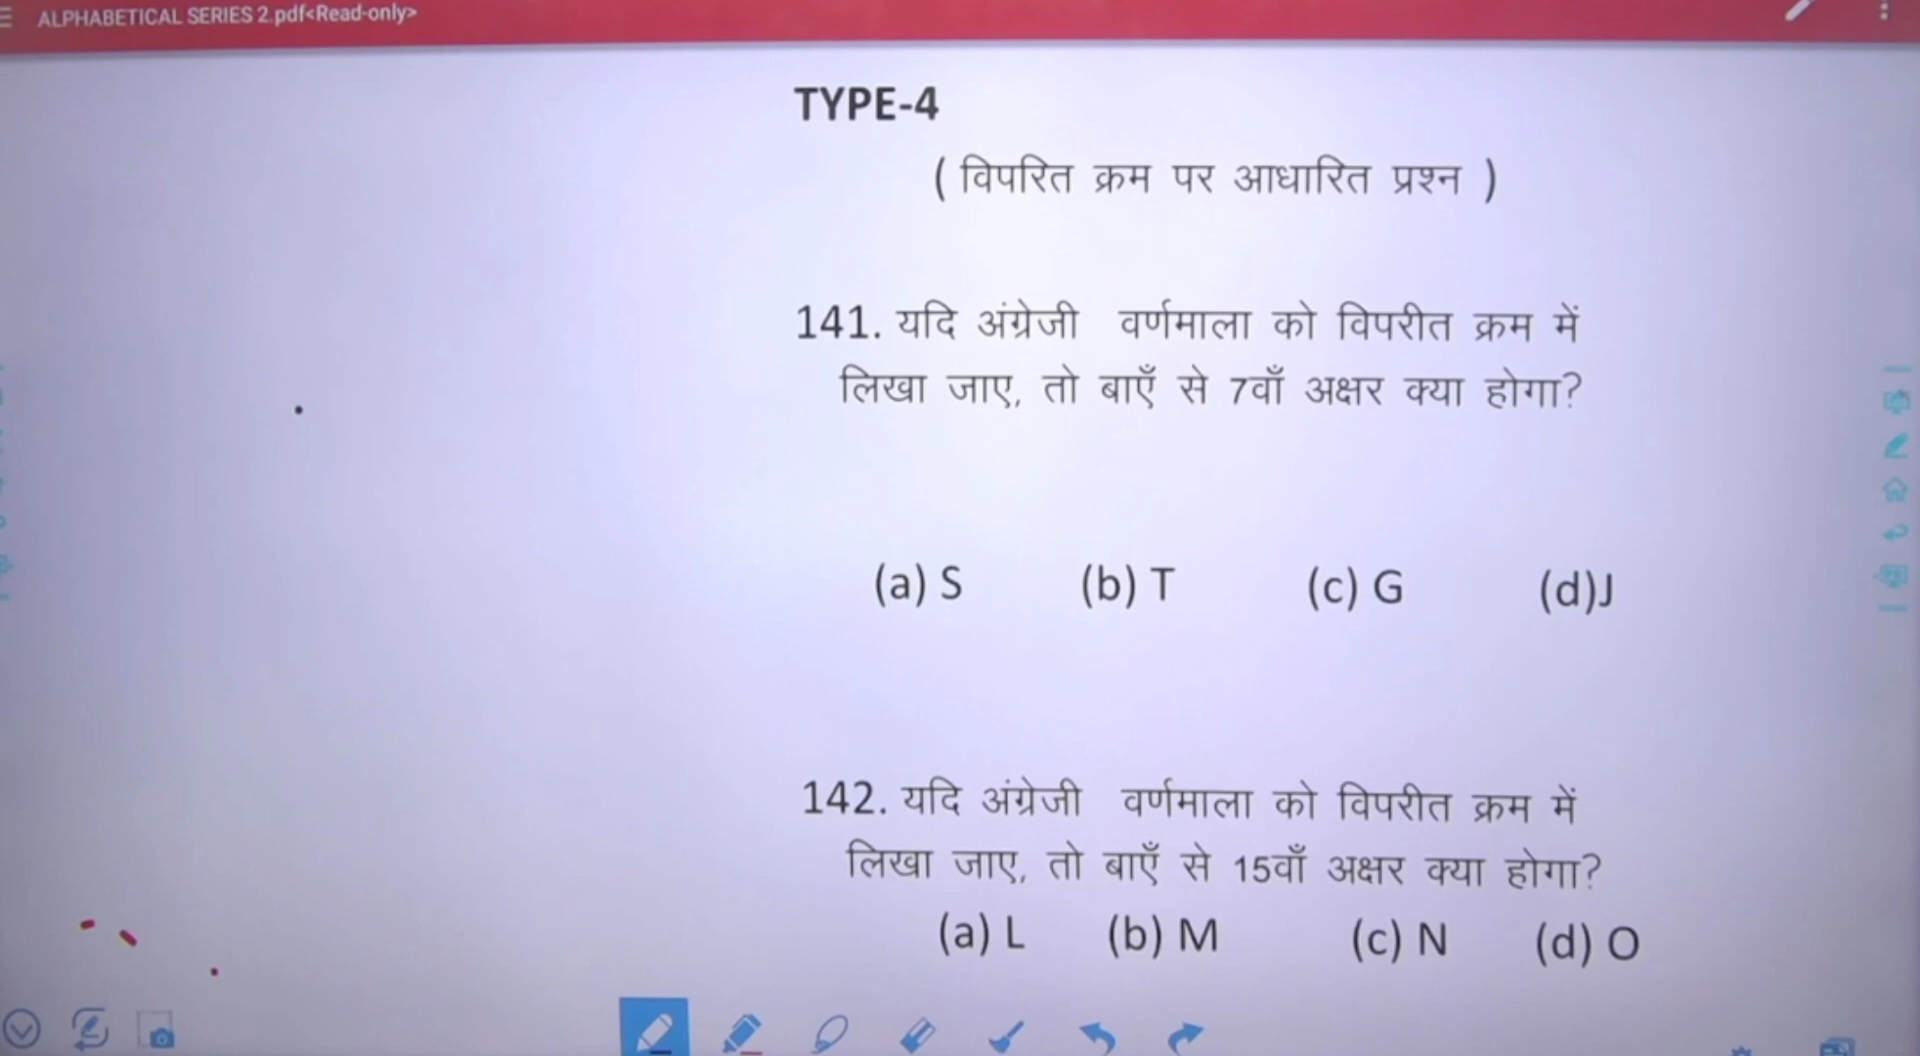 ALPHABETICAL SERIES 2.pdf<Read-only>
TYPE-4
( विपरित क्रम पर आधारित प्रश्न )
141. यदि अंग्रेजी वर्णमाला को विपरीत क्रम में
लिखा जाए, तो बाएँ से 7वाँ अक्षर क्या होगा?
(a) S (b) T (c) G (d)J
142. यदि अंग्रेजी वर्णमाला को विपरीत क्रम में
लिखा जाए, तो बाएँ से 15वाँ अक्षर क्या होगा?
(a) L (b) M (c) N (d) O